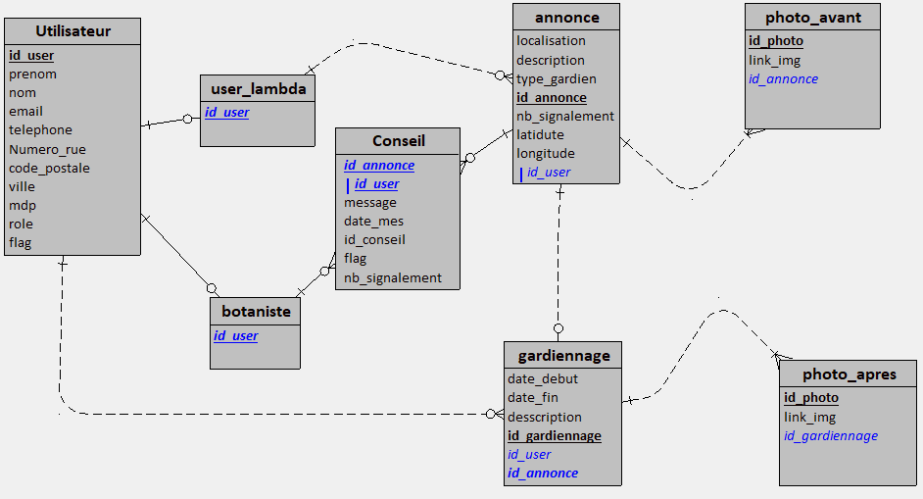 Utilisateur
id_user
prenom
nom
email
telephone
Numero_rue
code_postale
ville
mdp
role
flag
user_lambda
id_user
botaniste
id_user
Conseil
id_annonce
id_user
message
date_mes
id_conseil
flag
nb_signalement
annonce
localisation
description
type_gardien
id_annonce
nb_signalement
latidute
longitude
id_user
gardiennage
date_debut
date_fin
desscription
id_gardiennage
id_user
id_annonce
photo_avant
id_photo
link_img
id_annonce
photo_apres
id_photo
link_img
id_gardiennage